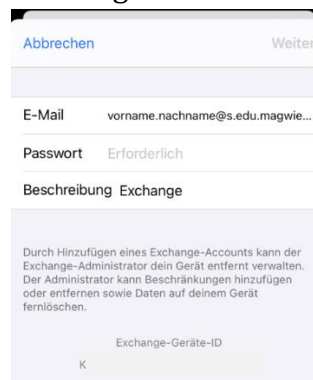 Abbrechen Weiter
E-Mail vorname.nachname@s.edu.magwie...
Passwort Erforderlich
Beschreibung Exchange
Durch Hinzufügen eines Exchange-Accounts kann der
Exchange-Administrator dein Gerät entfernt verwalten.
Der Administrator kann Beschränkungen hinzufügen
oder entfernen sowie Daten auf deinem Gerät
fernlöschen.
Exchange-Geräte-ID
K